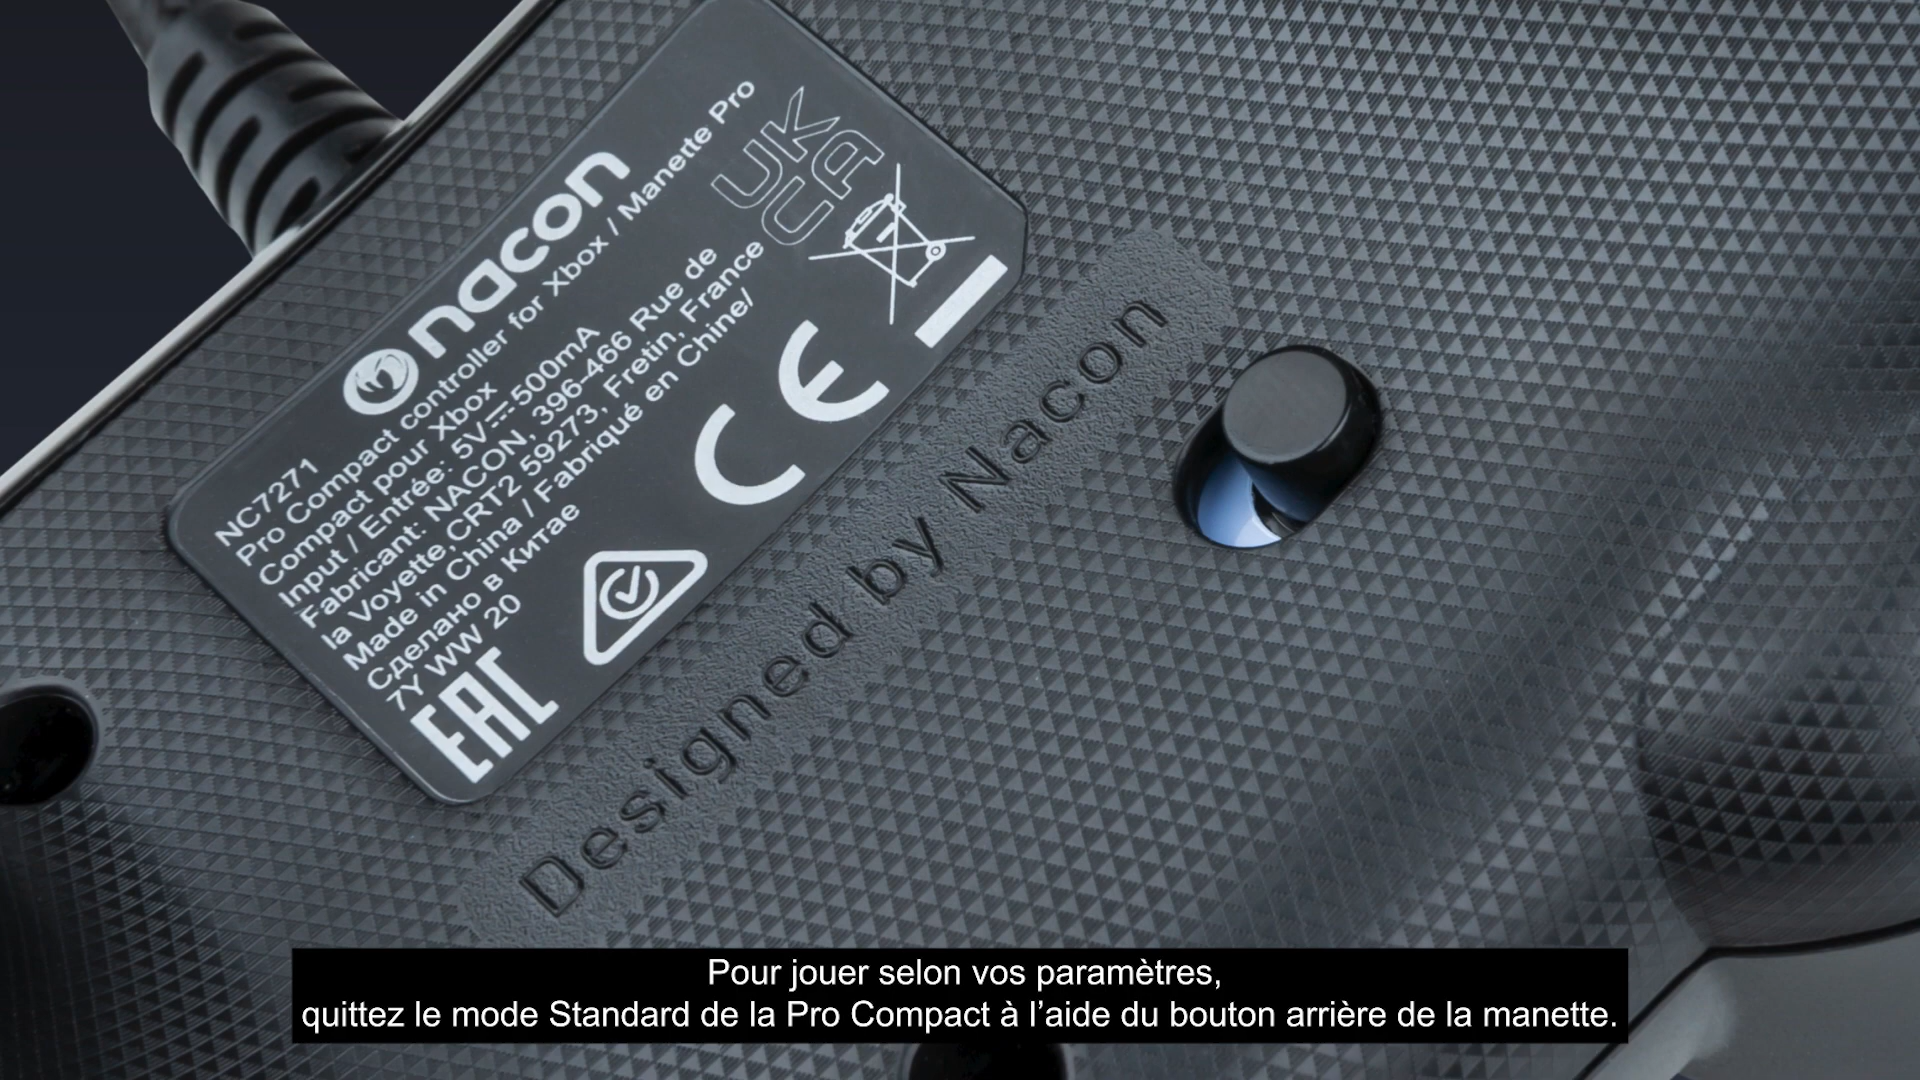 nacon
NC7271
Pro Compact controller for Xbox / Manette Pro
Compact pour Xbox
Input / Entrée: 5V⎓500mA
Fabricant: NACON, 396-466 Rue de
la Voyette, CRT2 59273, Fretin, France
Made in China / Fabriqué en Chine/
Сделано в Китае
7Y WW 20
UK
CA
CE
EAC
Designed by Nacon
Pour jouer selon vos paramètres,
quittez le mode Standard de la Pro Compact à l’aide du bouton arrière de la manette.